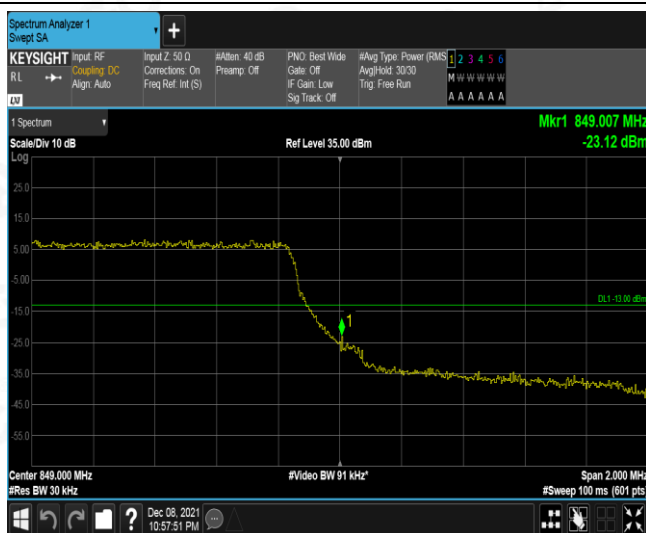 Spectrum Analyzer 1
Swept SA
+
KEYSIGHT
RL
LXI
Input: RF
Coupling: DC
Align: Auto
Input Z: 50 Ω
Corrections: On
Freq Ref: Int (S)
#Atten: 40 dB
Preamp: Off
PNO: Best Wide
Gate: Off
IF Gain: Low
Sig Track: Off
#Avg Type: Power (RMS
Avg|Hold: 30/30
Trig: Free Run
1 2 3 4 5 6
M W W W W W
A A A A A A
1 Spectrum
Scale/Div 10 dB
Ref Level 35.00 dBm
Mkr1 849.007 MHz
-23.12 dBm
Log
25.0
15.0
5.00
-5.00
DL1 -13.00 dBm
-15.0
1
-25.0
-35.0
-45.0
-55.0
Center 849.000 MHz
#Res BW 30 kHz
#Video BW 91 kHz*
Span 2.000 MHz
#Sweep 100 ms (601 pts)
?
Dec 08, 2021
10:57:51 PM